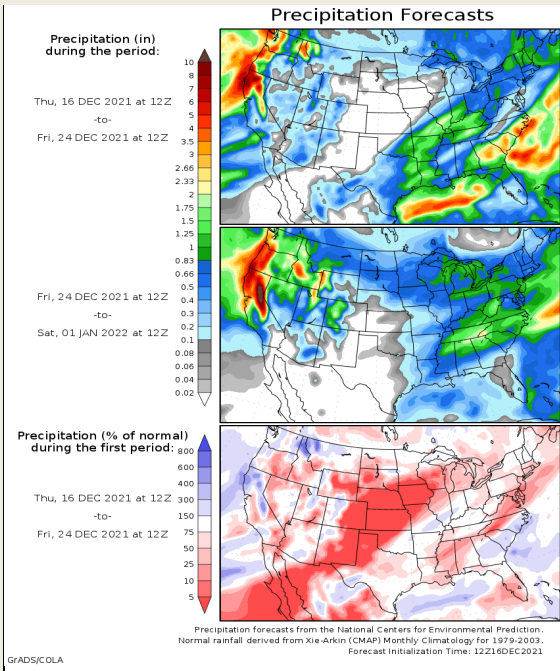 Precipitation Forecasts
Precipitation (in)
during the period:
Thu, 16 DEC 2021 at 12Z
-to-
Fri, 24 DEC 2021 at 12Z
10
8
7
6
5
4
3.5
3
2.66
2.33
2
1.75
1.5
1.25
1
0.83
0.66
0.5
0.4
0.3
0.2
0.1
0.08
0.06
0.04
0.02
Fri, 24 DEC 2021 at 12Z
-to-
Sat, 01 JAN 2022 at 12Z
Precipitation (% of normal)
during the first period:
Thu, 16 DEC 2021 at 12Z
-to-
Fri, 24 DEC 2021 at 12Z
800
600
400
300
150
75
50
25
10
5
Precipitation forecasts from the National Centers for Environmental Prediction.
Normal rainfall derived from Xie-Arkin (CMAP) Monthly Climatology for 1979-2003.
Forecast Initialization Time: 12Z16DEC2021
GrADS/COLA